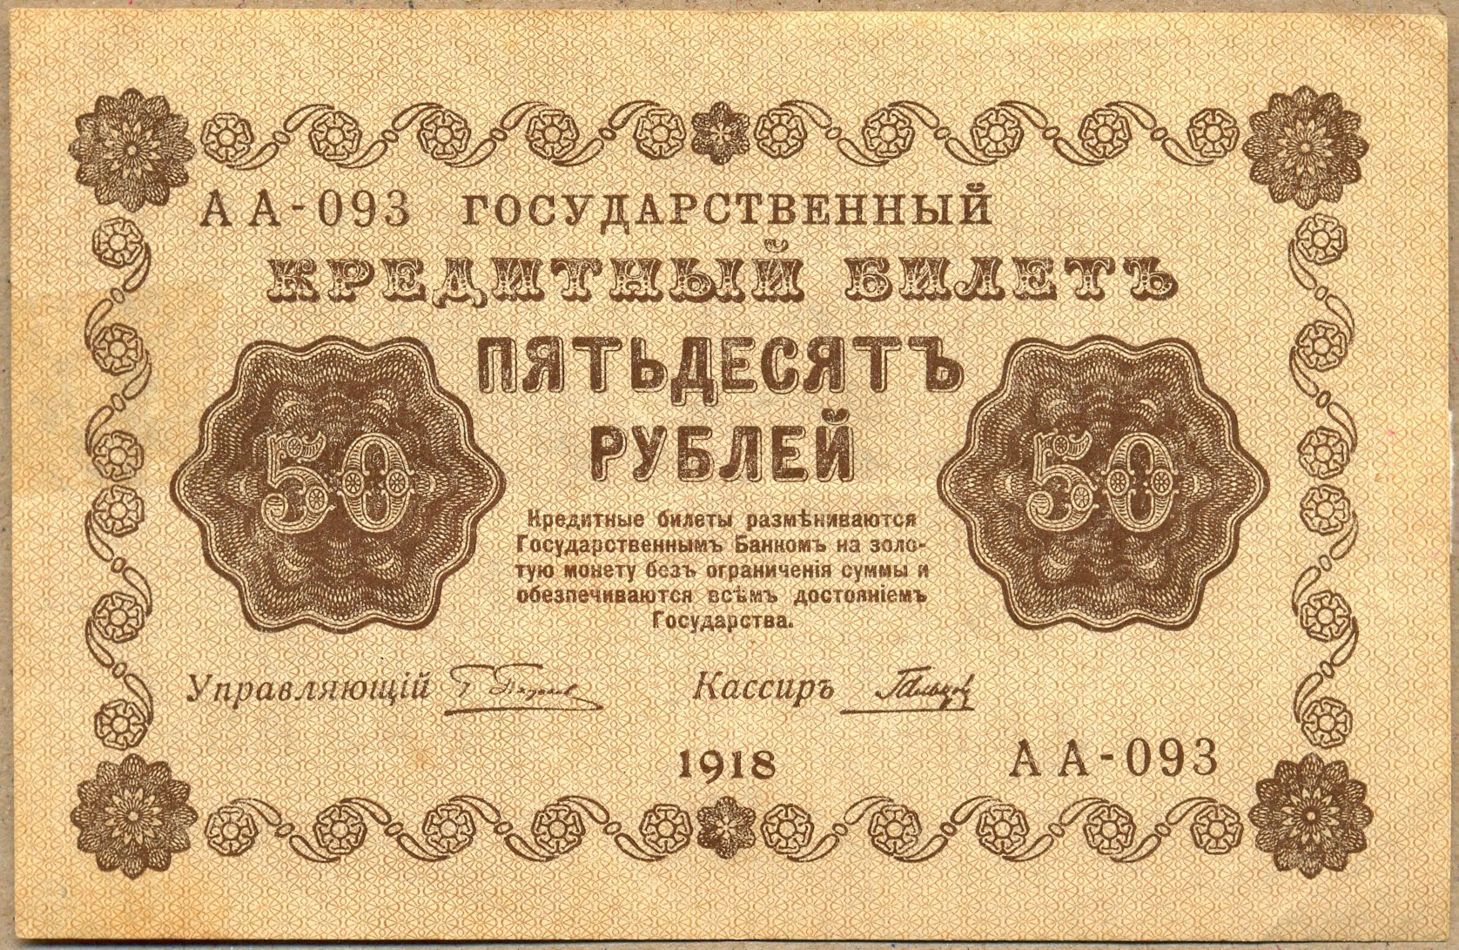 АА-093 ГОСУДАРСТВЕННЫЙ
КРЕДИТНЫЙ БИЛЕТЪ
ПЯТЬДЕСЯТЪ
РУБЛЕЙ
50 50
Кредитные билеты размѣниваются
Государственнымъ Банкомъ на золо-
тую монету безъ ограниченія суммы и
обезпечиваются всѣмъ достояніемъ
Государства.
Управляющій Кассиръ
1918 АА-093